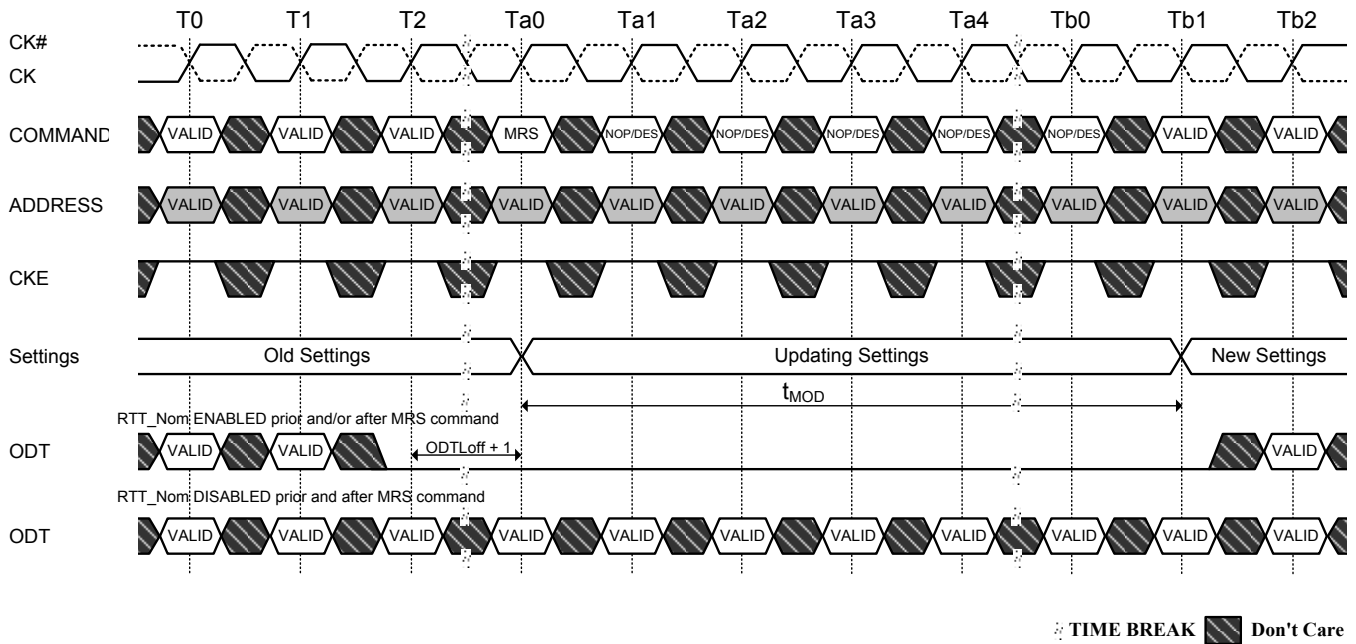 T0 T1 T2 Ta0 Ta1 Ta2 Ta3 Ta4 Tb0 Tb1 Tb2
CK#
CK
COMMAND VALID VALID VALID MRS NOP/DES NOP/DES NOP/DES NOP/DES NOP/DES VALID VALID
ADDRESS VALID VALID VALID VALID VALID VALID VALID VALID VALID VALID VALID
CKE
Settings Old Settings Updating Settings New Settings
tMOD
RTT_Nom ENABLED prior and/or after MRS command
ODT VALID VALID ODTLoff + 1 VALID
RTT_Nom DISABLED prior and after MRS command
ODT VALID VALID VALID VALID VALID VALID VALID VALID VALID VALID VALID
TIME BREAK Don't Care